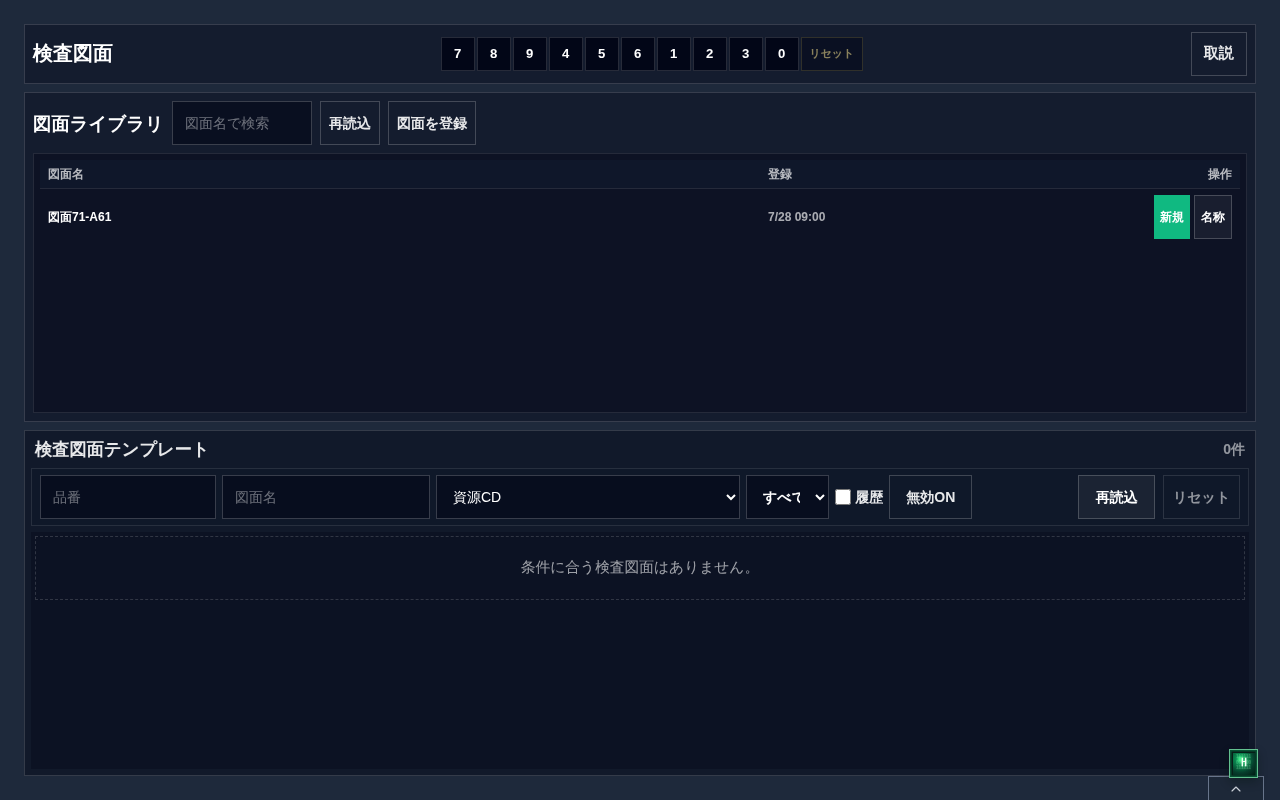 検査図面
7 8 9 4 5 6 1 2 3 0 リセット
取説
図面ライブラリ 図面名で検索 再読込 図面を登録
図面名 登録 操作
図面71-A61 7/28 09:00 新規 名称
検査図面テンプレート 0件
品番 図面名 資源CD すべて 履歴 無効ON 再読込 リセット
条件に合う検査図面はありません。
H